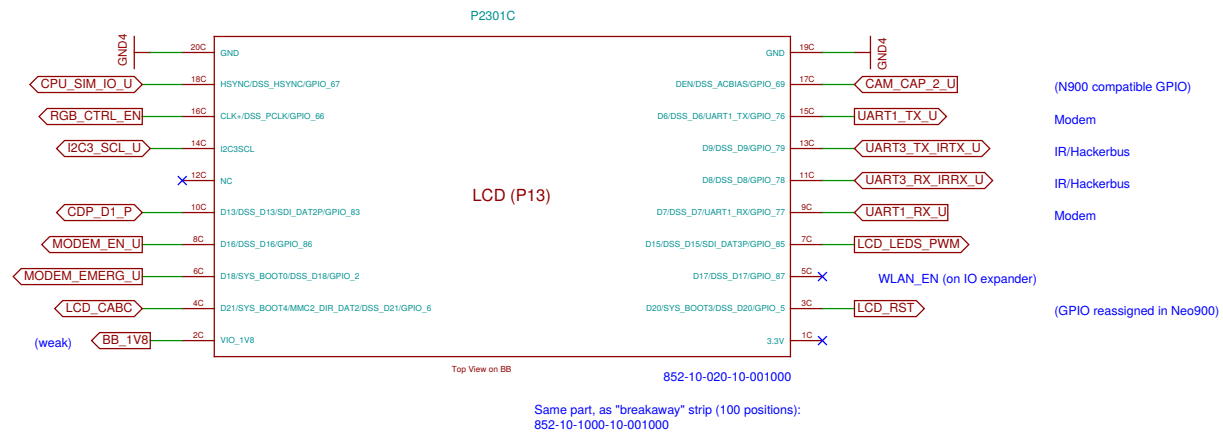 P2301C
GND4 20C GND GND 19C GND4
CPU_SIM_IO_U 18C HSYNC/DSS_HSYNC/GPIO_67 DEN/DSS_ACBIAS/GPIO_69 17C CAM_CAP_2_U (N900 compatible GPIO)
RGB_CTRL_EN 16C CLK+/DSS_PCLK/GPIO_66 D6/DSS_D6/UART1_TX/GPIO_76 15C UART1_TX_U Modem
I2C3_SCL_U 14C I2C3SCL D9/DSS_D9/GPIO_79 13C UART3_TX_IRTX_U IR/Hackerbus
12C NC D8/DSS_D8/GPIO_78 11C UART3_RX_IRRX_U IR/Hackerbus
LCD (P13)
CDP_D1_P 10C D13/DSS_D13/SDI_DAT2P/GPIO_83 D7/DSS_D7/UART1_RX/GPIO_77 9C UART1_RX_U Modem
MODEM_EN_U 8C D16/DSS_D16/GPIO_86 D15/DSS_D15/SDI_DAT3P/GPIO_85 7C LCD_LEDS_PWM
MODEM_EMERG_U 6C D18/SYS_BOOT0/DSS_D18/GPIO_2 D17/DSS_D17/GPIO_87 5C WLAN_EN (on IO expander)
LCD_CABC 4C D21/SYS_BOOT4/MMC2_DIR_DAT2/DSS_D21/GPIO_6 D20/SYS_BOOT3/DSS_D20/GPIO_5 3C LCD_RST (GPIO reassigned in Neo900)
(weak) BB_1V8 2C VIO_1V8 3.3V 1C
Top View on BB
852-10-020-10-001000
Same part, as "breakaway" strip (100 positions):
852-10-1000-10-001000